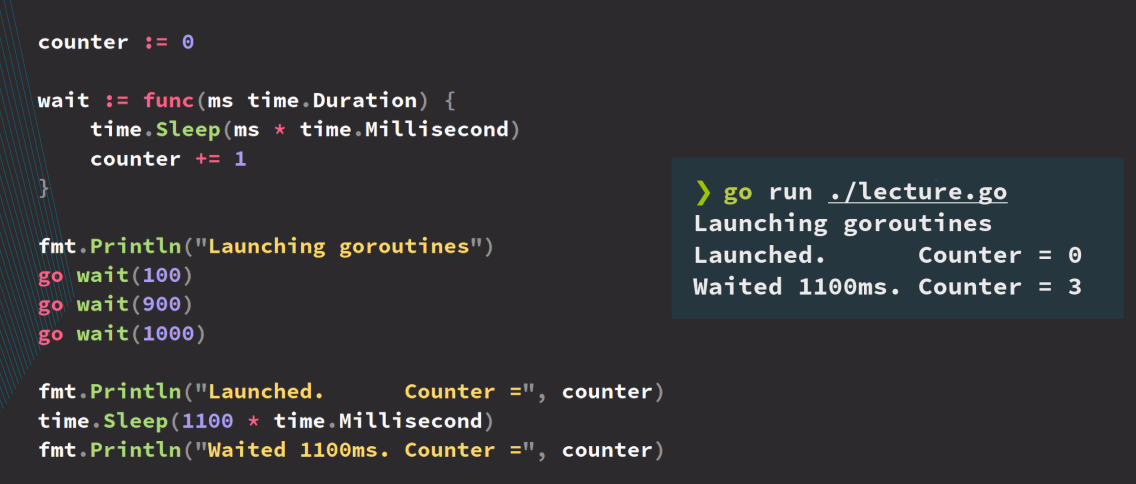 counter := 0
wait := func(ms time.Duration) {
    time.Sleep(ms * time.Millisecond)
    counter += 1
}
fmt.Println("Launching goroutines")
go wait(100)
go wait(900)
go wait(1000)
fmt.Println("Launched.      Counter =", counter)
time.Sleep(1100 * time.Millisecond)
fmt.Println("Waited 1100ms. Counter =", counter)
❯ go run ./lecture.go
Launching goroutines
Launched.      Counter = 0
Waited 1100ms. Counter = 3